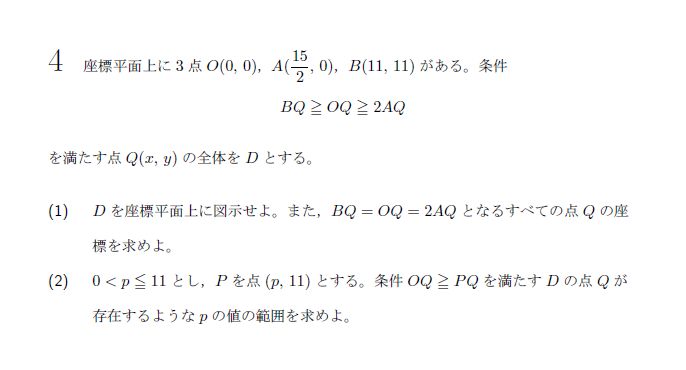 4 座標平面上に 3 点 O(0, 0), A(15/2, 0), B(11, 11) がある。条件
BQ ≧ OQ ≧ 2AQ
を満たす点 Q(x, y) の全体を D とする。
(1) D を座標平面上に図示せよ。また, BQ = OQ = 2AQ となるすべての点 Q の座
標を求めよ。
(2) 0 < p ≦ 11 とし, P を点 (p, 11) とする。条件 OQ ≧ PQ を満たす D の点 Q が
存在するような p の値の範囲を求めよ。